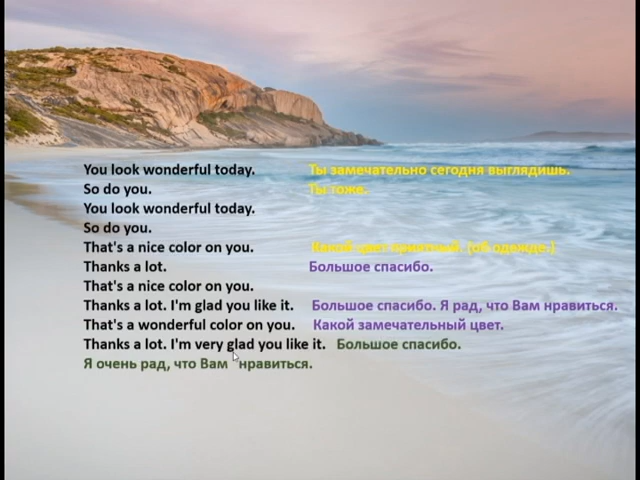 You look wonderful today. Ты замечательно сегодня выглядишь.
So do you. Ты тоже.
You look wonderful today.
So do you.
That's a nice color on you. Какой цвет приятный. (об одежде.)
Thanks a lot. Большое спасибо.
That's a nice color on you.
Thanks a lot. I'm glad you like it. Большое спасибо. Я рад, что Вам нравиться.
That's a wonderful color on you. Какой замечательный цвет.
Thanks a lot. I'm very glad you like it. Большое спасибо.
Я очень рад, что Вам нравиться.